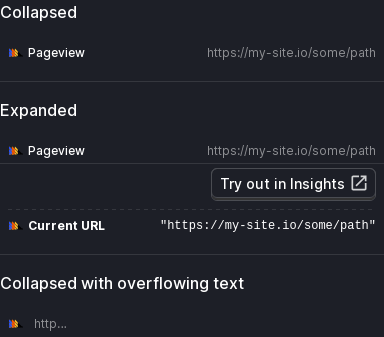 Collapsed
Pageview https://my-site.io/some/path
Expanded
Pageview https://my-site.io/some/path
Try out in Insights
Current URL "https://my-site.io/some/path"
Collapsed with overflowing text
http...